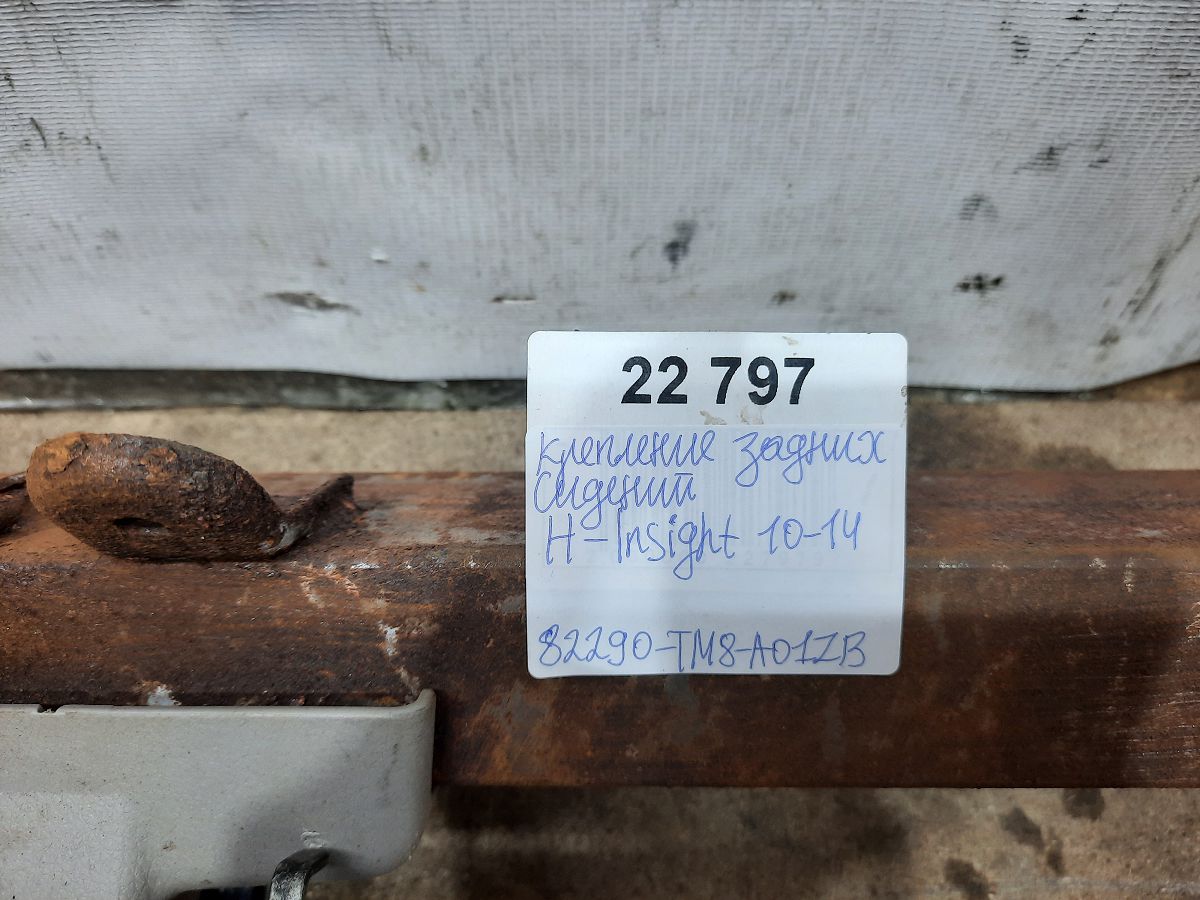 22 797
Крепление задних
Сидений
H-Insight 10-14
82290-TM8-A01ZB